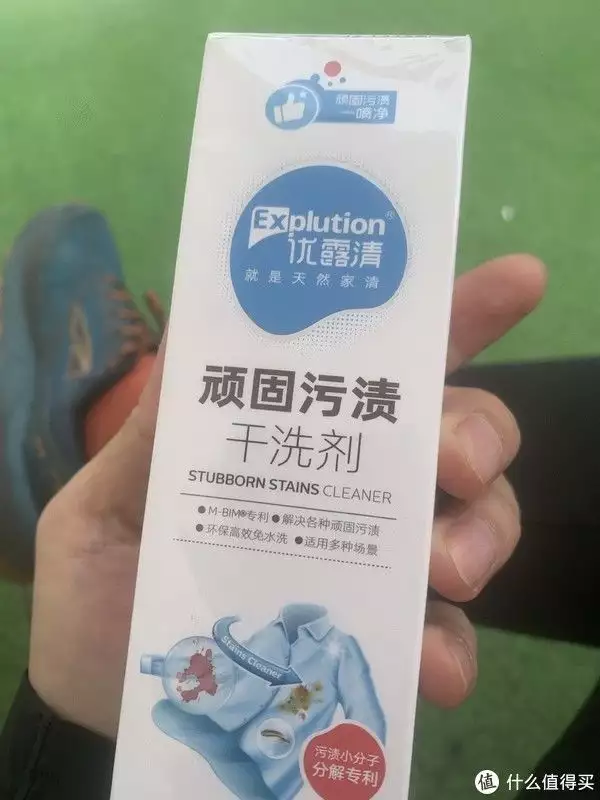 顽固污渍
一喷净
Explution®
优露清
就是天然家清
顽固污渍
干洗剂
STUBBORN STAINS CLEANER
●M-BIM®专利●解决各种顽固污渍
●环保高效免水洗●适用多种场景
Stains Cleaner
污渍小分子
分解专利
值 什么值得买